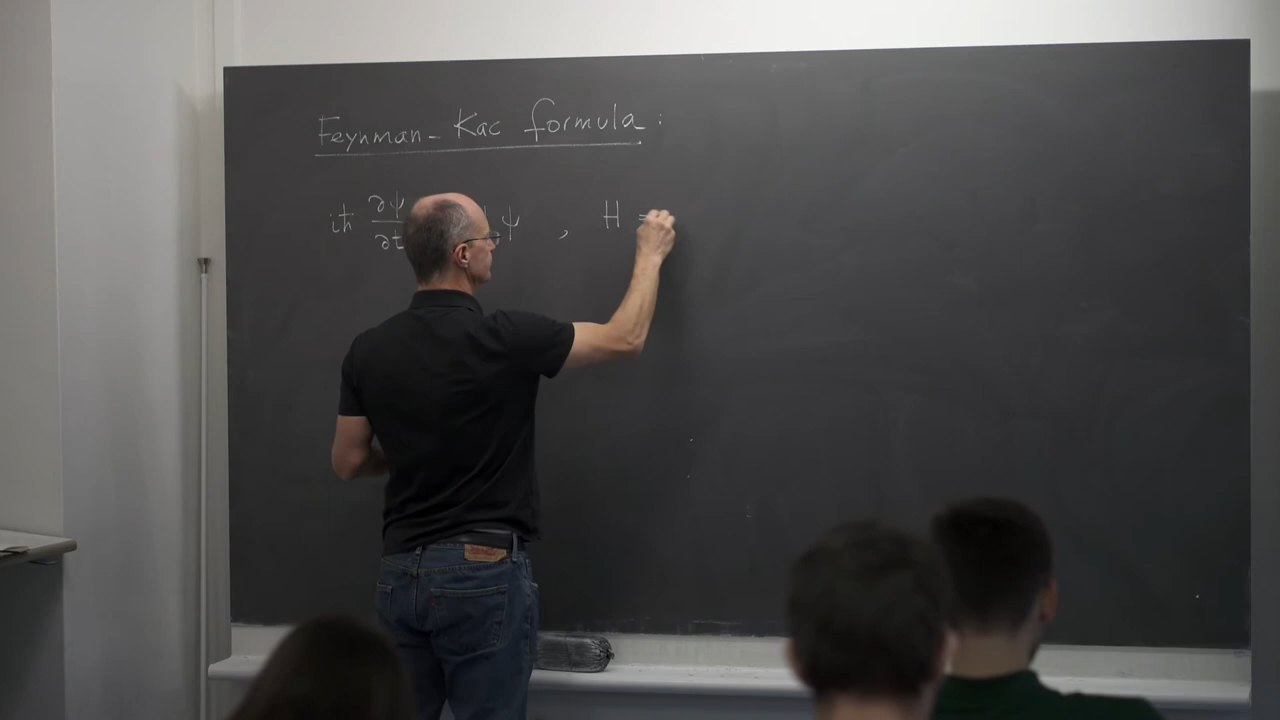 Feynman-Kac formula:
iħ ∂ψ/∂t ψ , H =